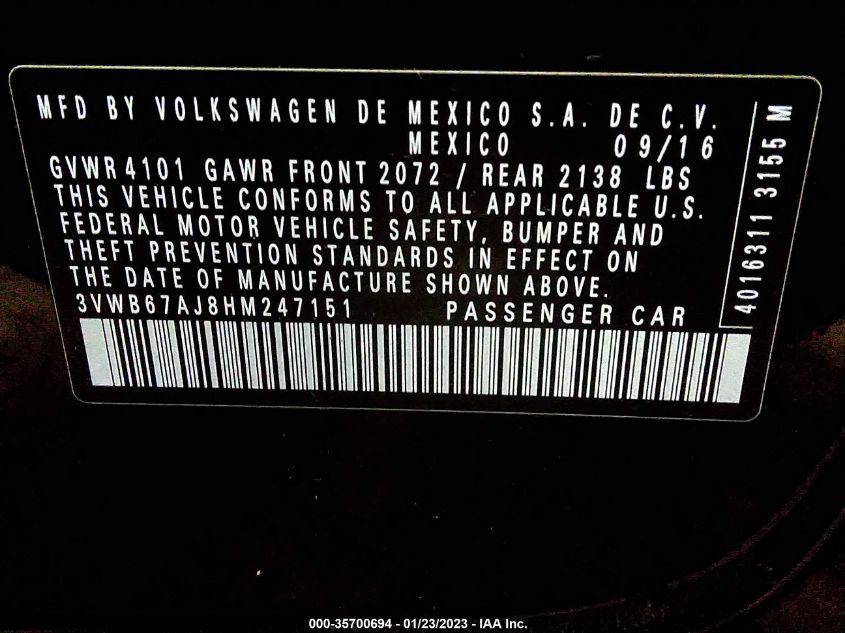 MFD BY VOLKSWAGEN DE MEXICO S.A. DE C.V.
MEXICO 09/16
GVWR 4101 GAWR FRONT 2072 / REAR 2138 LBS
THIS VEHICLE CONFORMS TO ALL APPLICABLE U.S.
FEDERAL MOTOR VEHICLE SAFETY, BUMPER AND
THEFT PREVENTION STANDARDS IN EFFECT ON
THE DATE OF MANUFACTURE SHOWN ABOVE.
3VWB67AJ8HM247151 PASSENGER CAR
4016311 3155 M
000-35700694 - 01/23/2023 - IAA Inc.